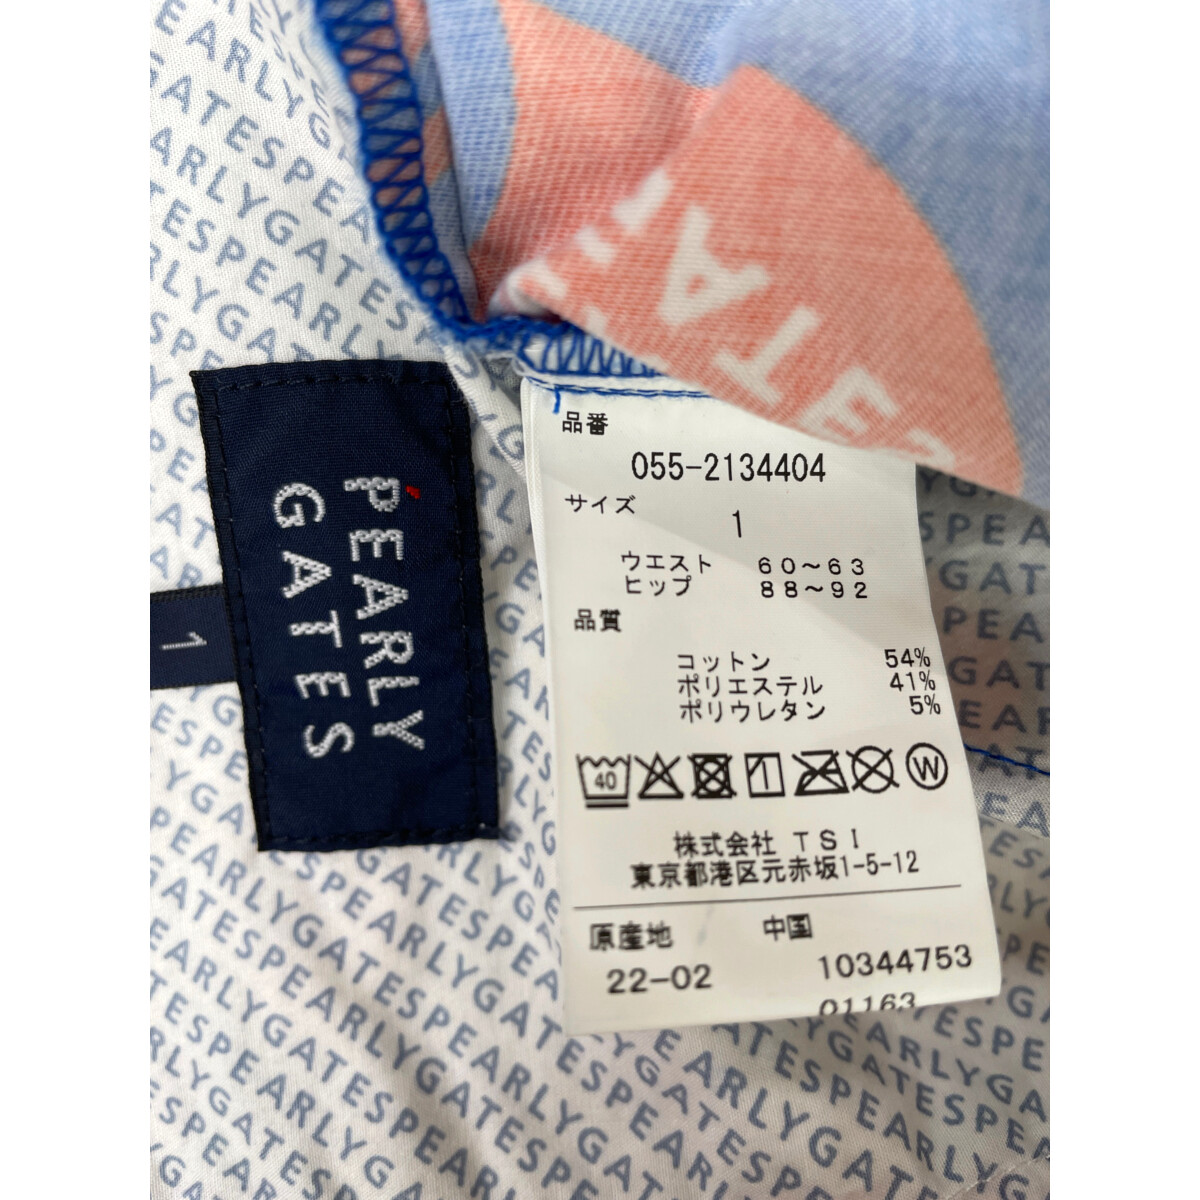 PEARLY
GATES
1
品番
055-2134404
サイズ
1
ウエスト 60～63
ヒップ 88～92
品質
コットン 54%
ポリエステル 41%
ポリウレタン 5%
40
W
株式会社 TSI
東京都港区元赤坂1-5-12
原産地 中国
22-02 10344753
01163